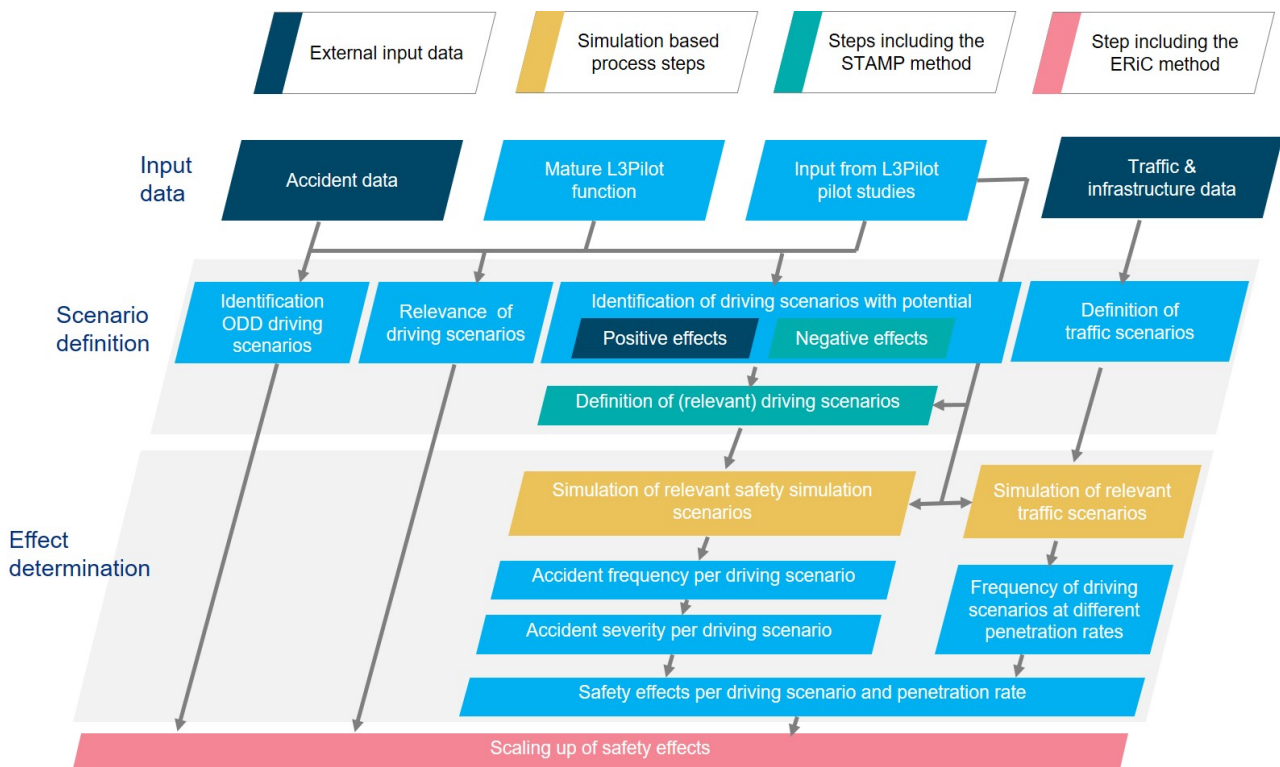 External input data
Simulation based
process steps
Steps including the
STAMP method
Step including the
ERiC method
Input
data
Accident data
Mature L3Pilot
function
Input from L3Pilot
pilot studies
Traffic &
infrastructure data
Scenario
definition
Identification
ODD driving
scenarios
Relevance of
driving scenarios
Identification of driving scenarios with potential
Positive effects
Negative effects
Definition of
traffic scenarios
Definition of (relevant) driving scenarios
Effect
determination
Simulation of relevant safety simulation
scenarios
Simulation of relevant
traffic scenarios
Accident frequency per driving scenario
Accident severity per driving scenario
Frequency of driving
scenarios at different
penetration rates
Safety effects per driving scenario and penetration rate
Scaling up of safety effects